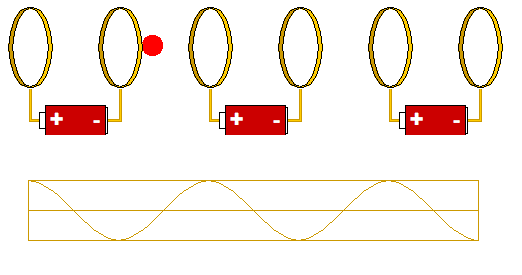 + - + - + -